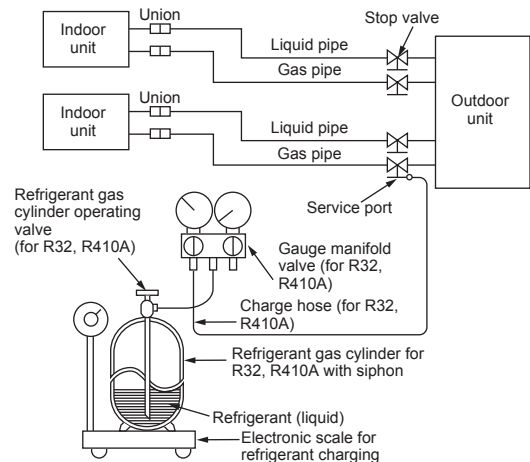 Indoor
unit
Union
Liquid pipe
Gas pipe
Stop valve
Outdoor
unit
Indoor
unit
Union
Liquid pipe
Gas pipe
Service port
Refrigerant gas
cylinder operating
valve
(for R32, R410A)
Gauge manifold
valve (for R32,
R410A)
Charge hose (for R32,
R410A)
Refrigerant gas cylinder for
R32, R410A with siphon
Refrigerant (liquid)
Electronic scale for
refrigerant charging